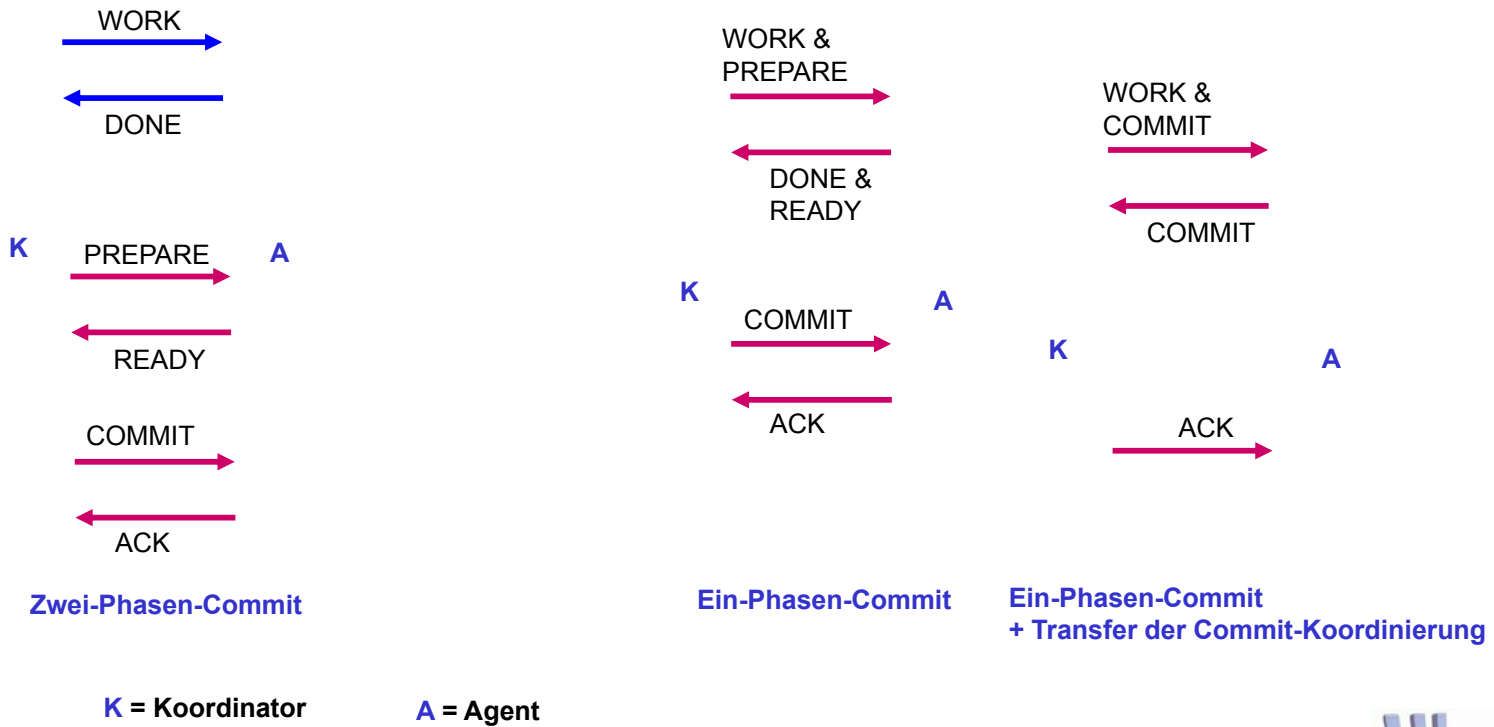 WORK
DONE
K
PREPARE
A
READY
COMMIT
ACK
Zwei-Phasen-Commit
WORK &
PREPARE
DONE &
READY
K
A
COMMIT
ACK
Ein-Phasen-Commit
WORK &
COMMIT
COMMIT
K
A
ACK
Ein-Phasen-Commit
+ Transfer der Commit-Koordinierung
K = Koordinator
A = Agent